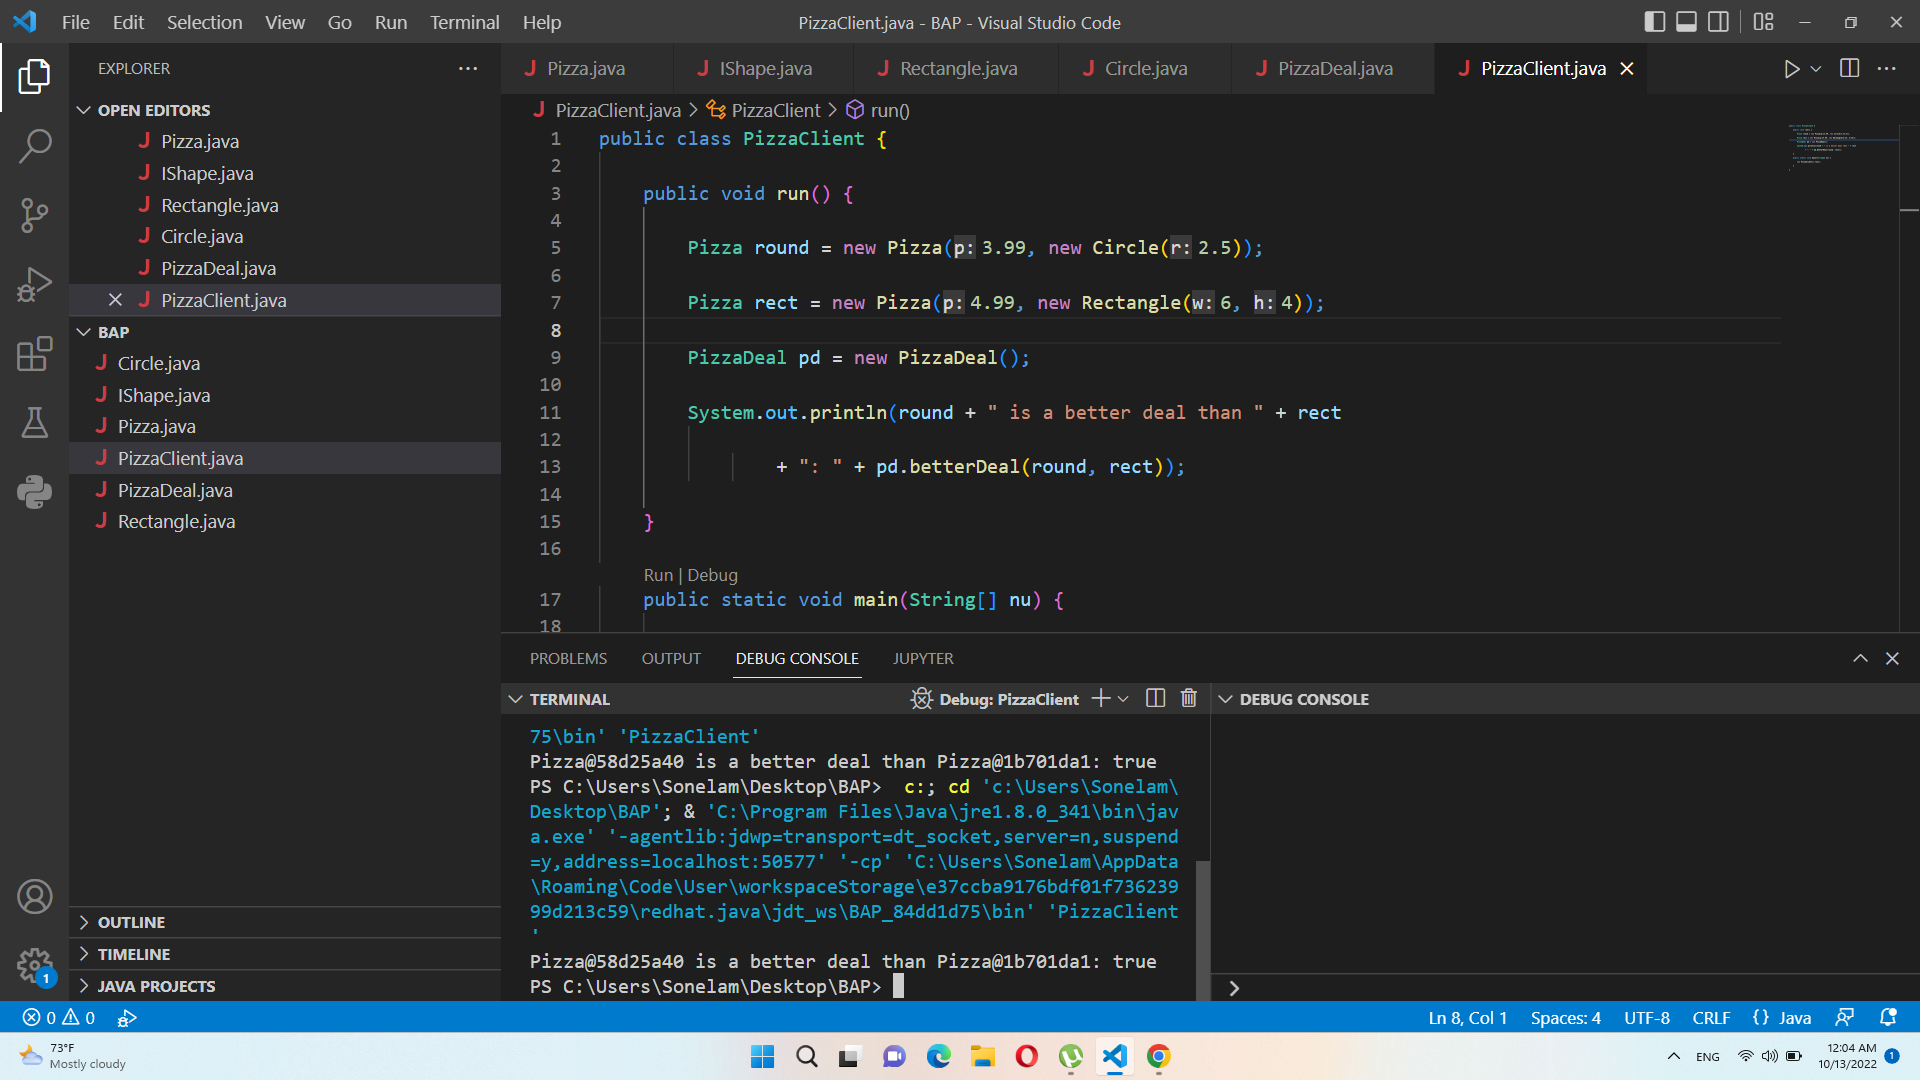 File Edit Selection View Go Run Terminal Help
PizzaClient.java - BAP - Visual Studio Code
EXPLORER
OPEN EDITORS
Pizza.java
IShape.java
Rectangle.java
Circle.java
PizzaDeal.java
PizzaClient.java
BAP
Circle.java
IShape.java
Pizza.java
PizzaClient.java
PizzaDeal.java
Rectangle.java
OUTLINE
TIMELINE
JAVA PROJECTS
1
Pizza.java IShape.java Rectangle.java Circle.java PizzaDeal.java PizzaClient.java
PizzaClient.java > PizzaClient > run()
1 public class PizzaClient {
2
3 public void run() {
4
5 Pizza round = new Pizza(p: 3.99, new Circle(r: 2.5));
6
7 Pizza rect = new Pizza(p: 4.99, new Rectangle(w: 6, h: 4));
8
9 PizzaDeal pd = new PizzaDeal();
10
11 System.out.println(round + " is a better deal than " + rect
12
13 + ": " + pd.betterDeal(round, rect));
14
15 }
16
Run | Debug
17 public static void main(String[] nu) {
18
PROBLEMS OUTPUT DEBUG CONSOLE JUPYTER
TERMINAL Debug: PizzaClient
75\bin' 'PizzaClient'
Pizza@58d25a40 is a better deal than Pizza@1b701da1: true
PS C:\Users\Sonelam\Desktop\BAP>  c:; cd 'c:\Users\Sonelam\
Desktop\BAP'; & 'C:\Program Files\Java\jre1.8.0_341\bin\jav
a.exe' '-agentlib:jdwp=transport=dt_socket,server=n,suspend
=y,address=localhost:50577' '-cp' 'C:\Users\Sonelam\AppData
\Roaming\Code\User\workspaceStorage\e37ccba9176bdf01f736239
99d213c59\redhat.java\jdt_ws\BAP_84dd1d75\bin' 'PizzaClient
'
Pizza@58d25a40 is a better deal than Pizza@1b701da1: true
PS C:\Users\Sonelam\Desktop\BAP>
DEBUG CONSOLE
0 0
Ln 8, Col 1 Spaces: 4 UTF-8 CRLF {} Java
73°F
Mostly cloudy
ENG
12:04 AM
10/13/2022
1